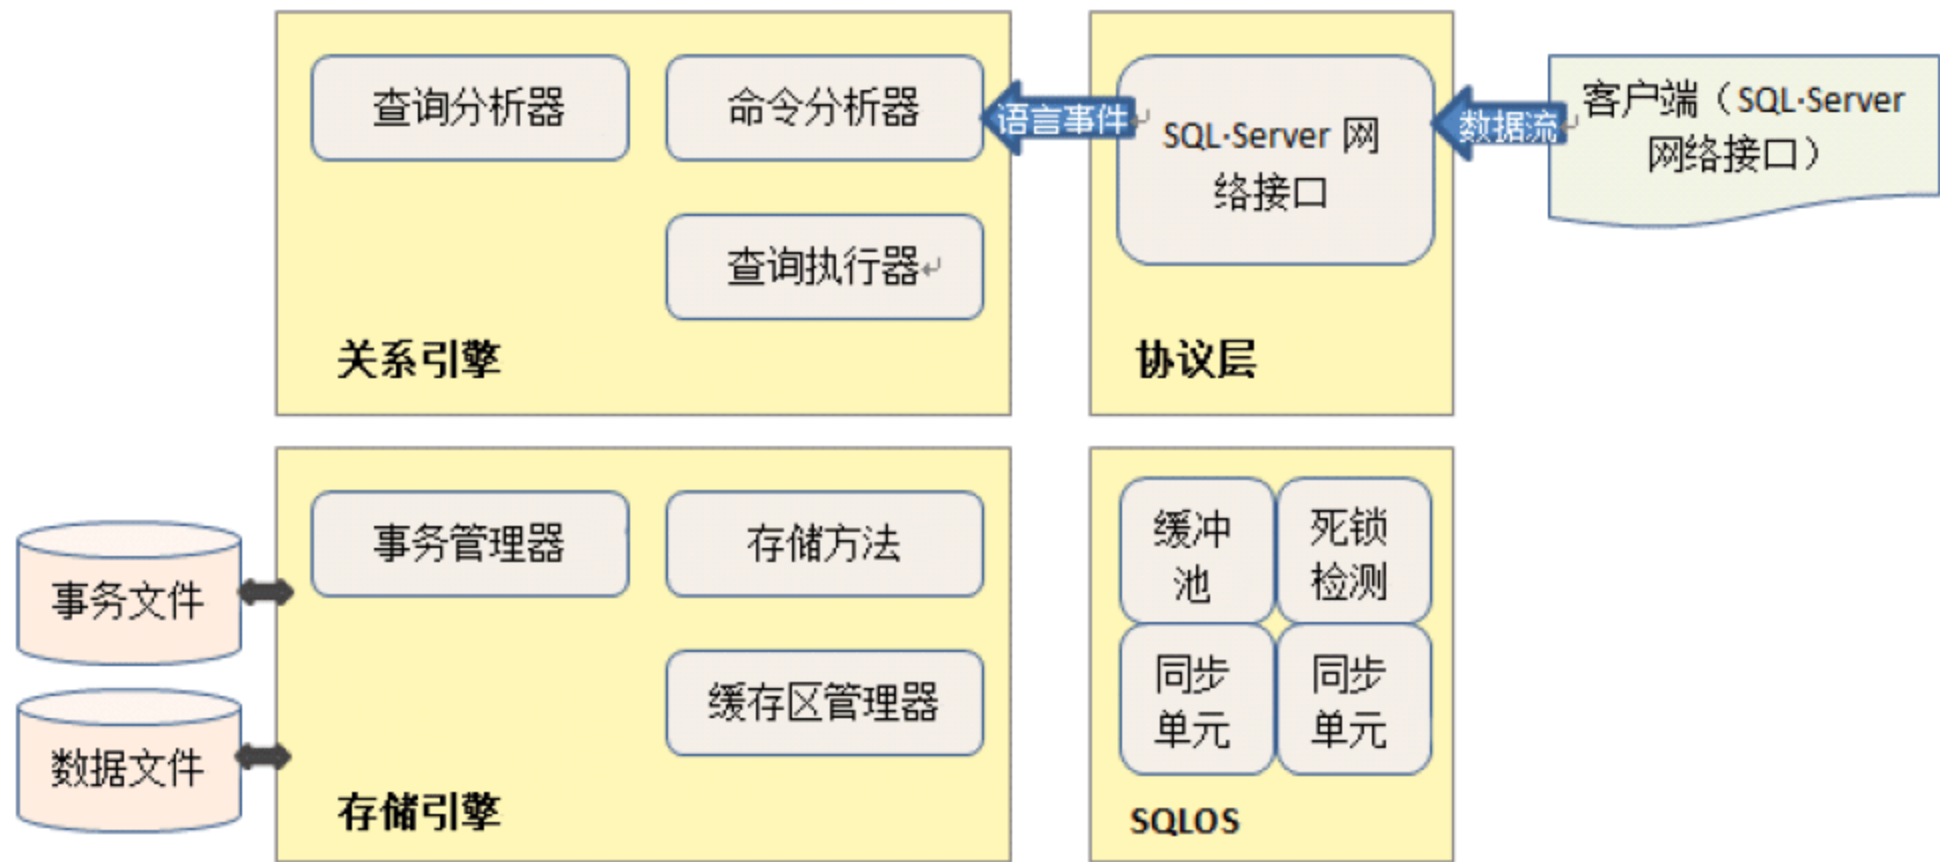 查询分析器
命令分析器
语言事件
SQL·Server 网
络接口
数据流
客户端（SQL·Server
网络接口）
查询执行器
关系引擎
协议层
事务管理器
存储方法
缓冲
池
死锁
检测
事务文件
同步
单元
同步
单元
缓存区管理器
数据文件
存储引擎
SQLOS